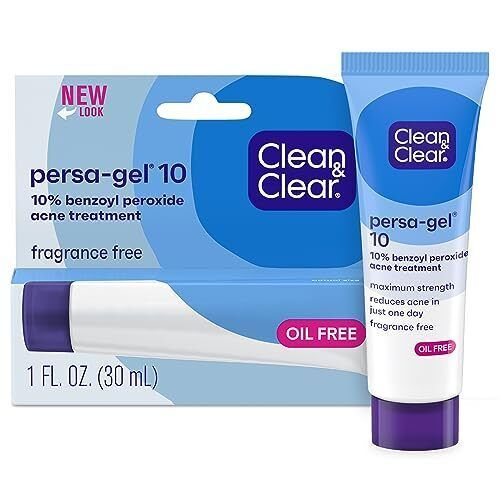 NEW
LOOK
Clean &
Clear®
persa-gel® 10
10% benzoyl peroxide
acne treatment
fragrance free
OIL FREE
1 FL. OZ. (30 mL)
Clean &
Clear®
persa-gel®
10
10% benzoyl peroxide
acne treatment
maximum strength
reduces acne in
just one day
fragrance free
OIL FREE